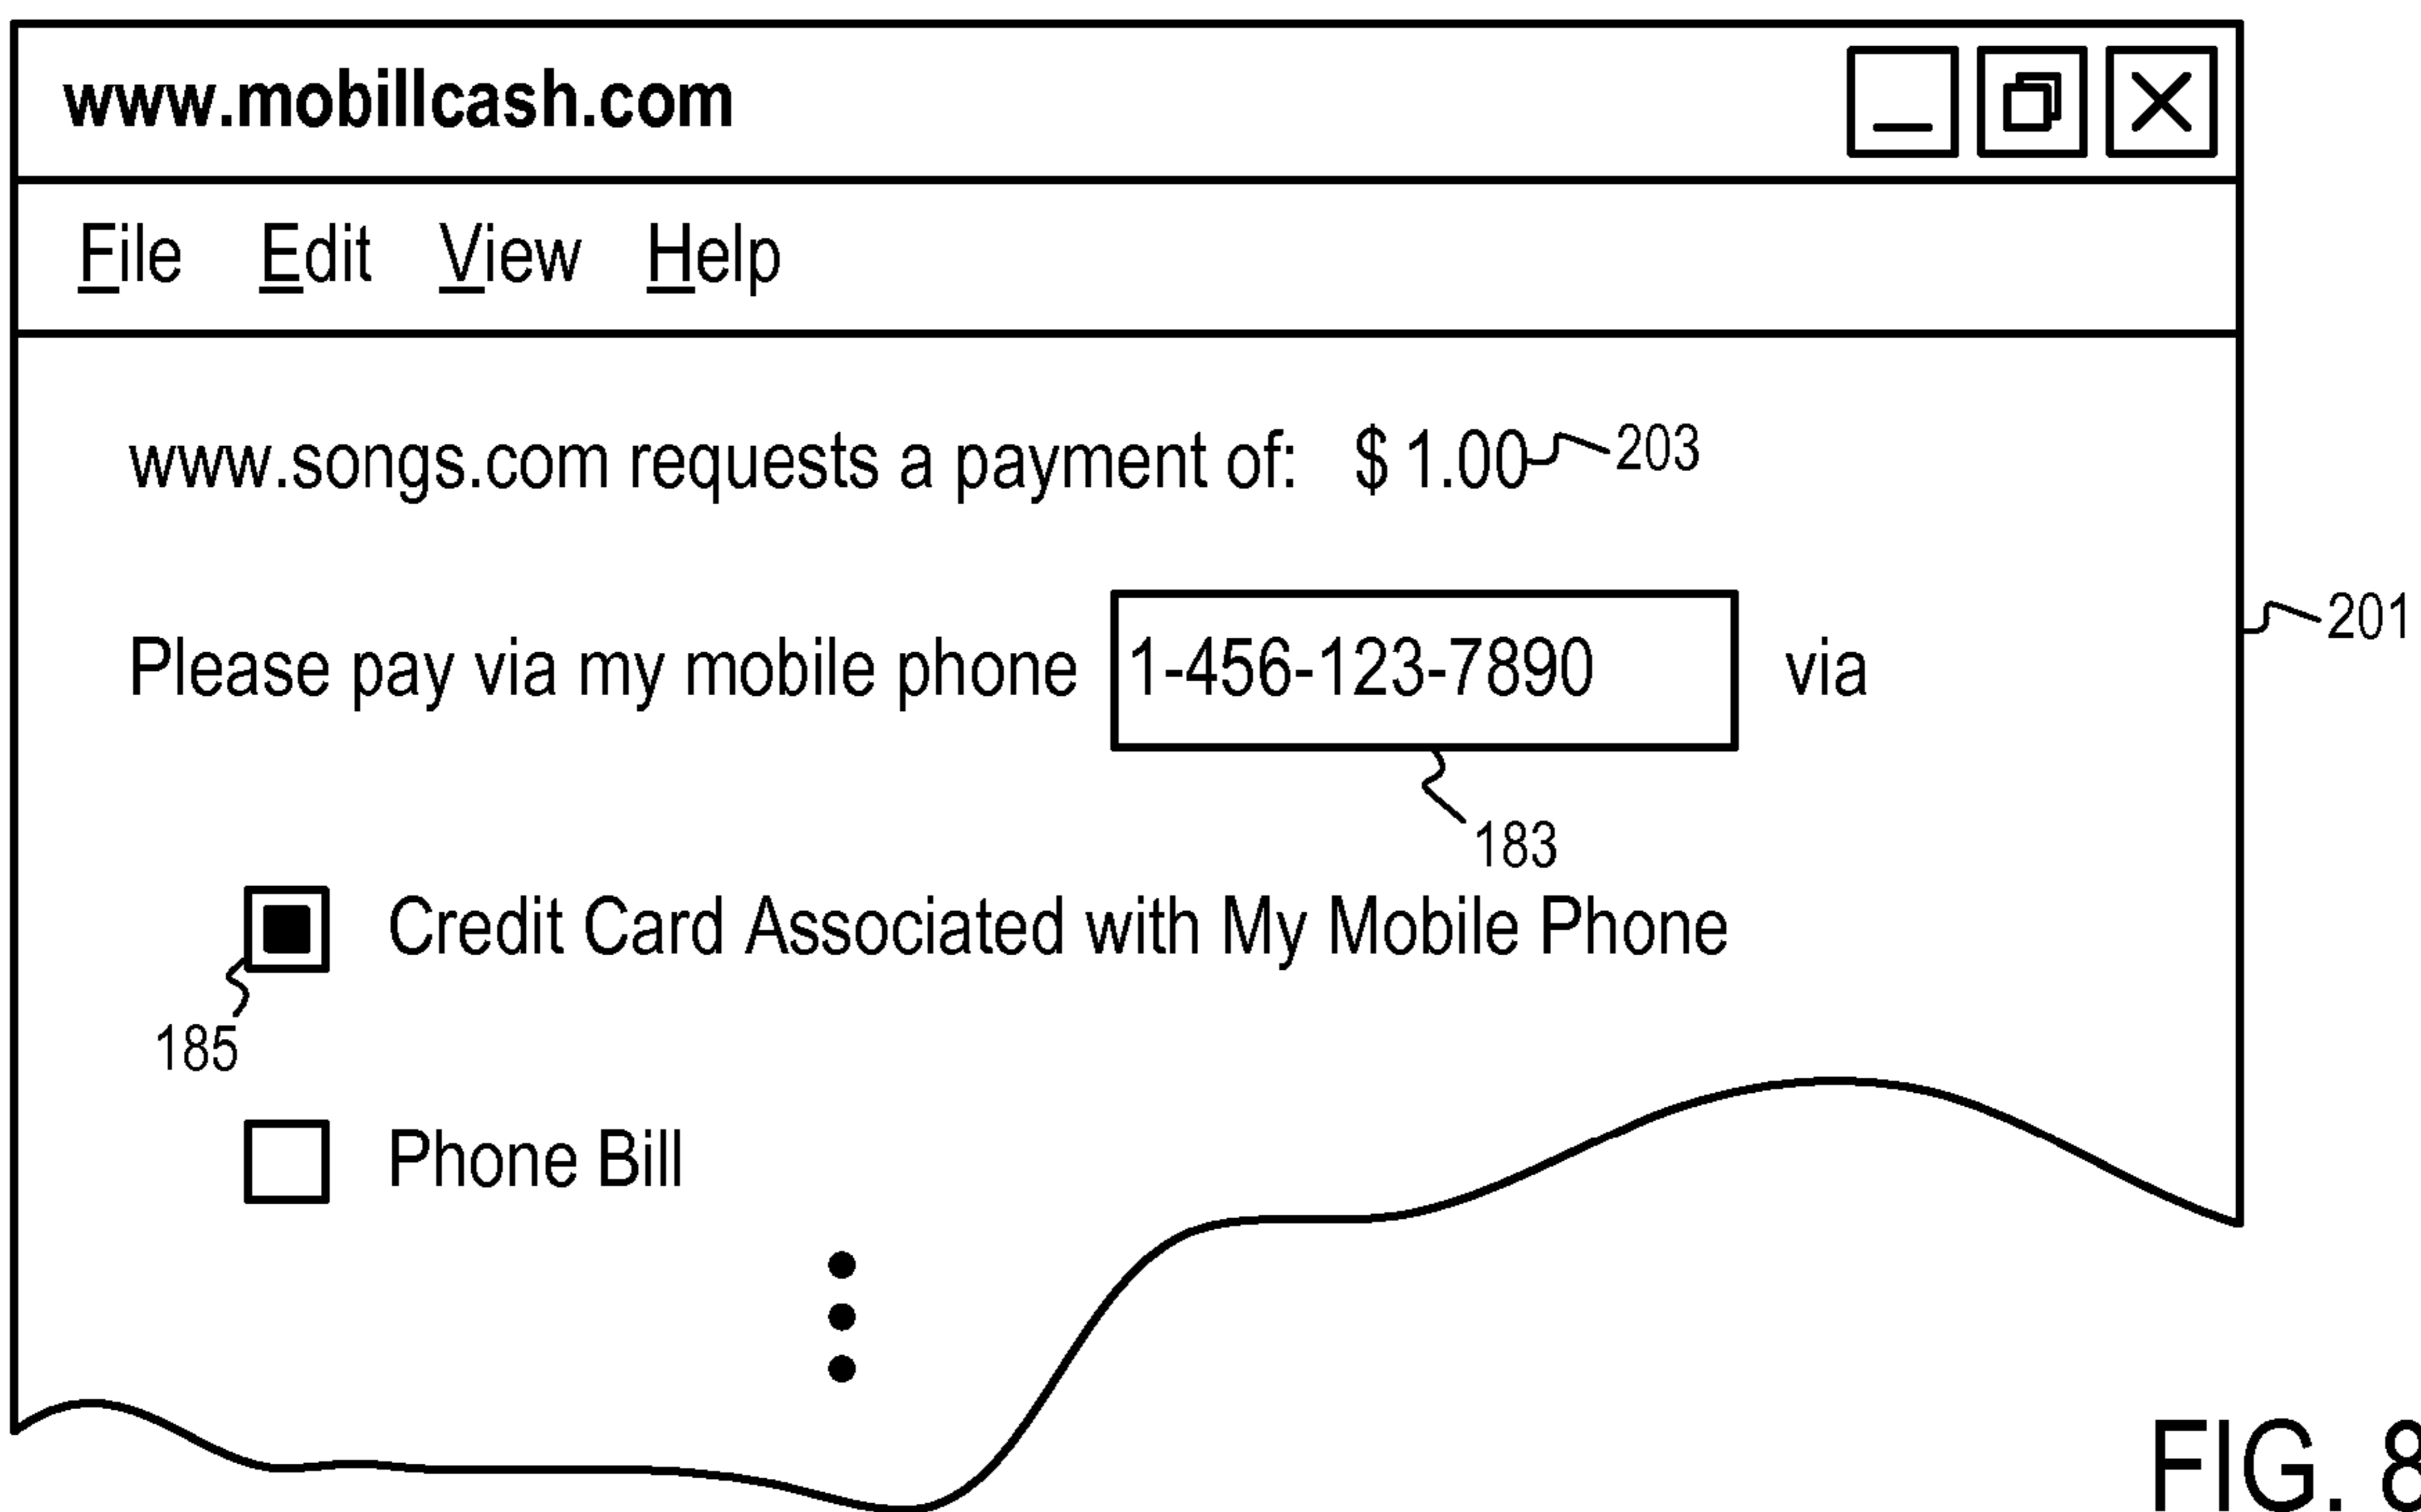 www.mobillcash.com
File Edit View Help
www.songs.com requests a payment of: $ 1.00 203
Please pay via my mobile phone 1-456-123-7890 via
201
183
Credit Card Associated with My Mobile Phone
185
Phone Bill
FIG. 8